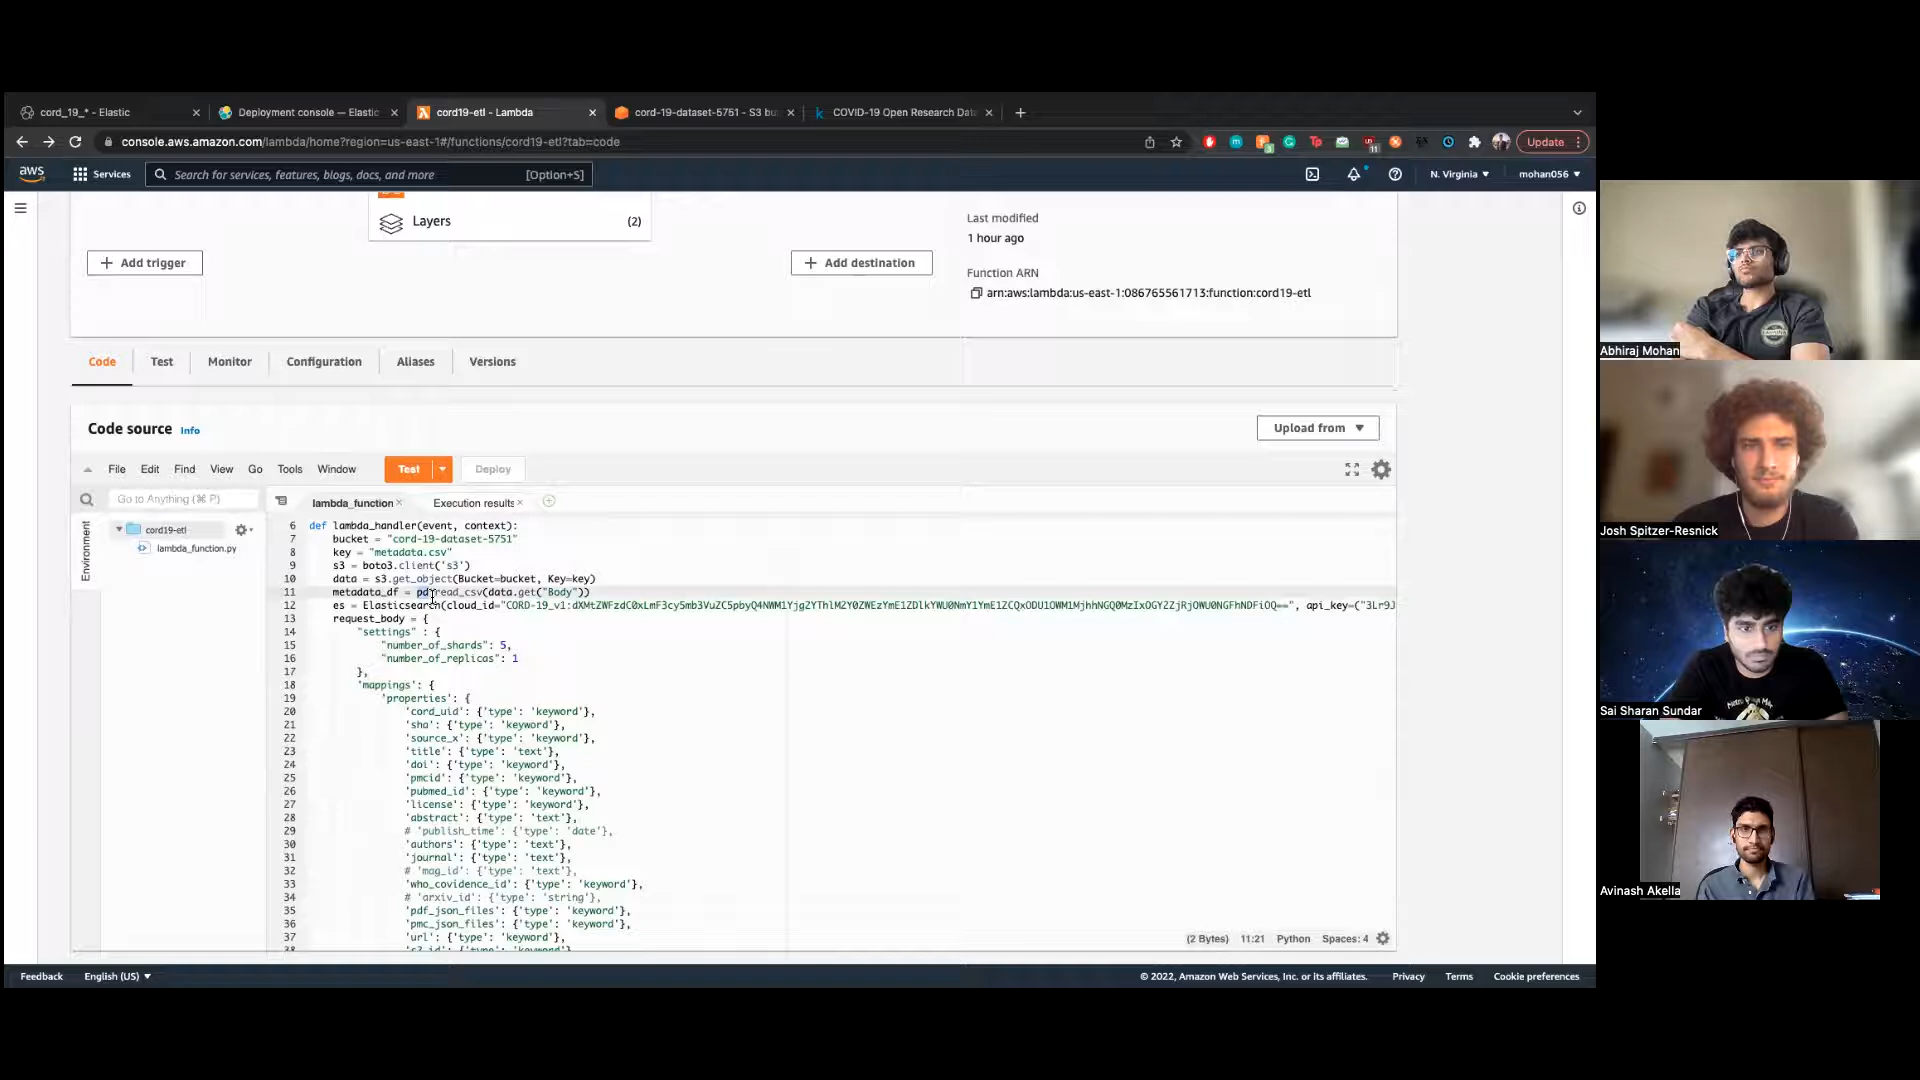 cord_19_* - Elastic
Deployment console — Elastic
cord19-etl - Lambda
cord-19-dataset-5751 - S3 bu
COVID-19 Open Research Dat
console.aws.amazon.com/lambda/home?region=us-east-1#/functions/cord19-etl?tab=code
Update
aws
Services
Search for services, features, blogs, docs, and more
[Option+S]
N. Virginia
mohan056
Layers
(2)
Last modified
1 hour ago
+ Add trigger
+ Add destination
Function ARN
arn:aws:lambda:us-east-1:086765561713:function:cord19-etl
Code
Test
Monitor
Configuration
Aliases
Versions
Code source
Info
Upload from
File
Edit
Find
View
Go
Tools
Window
Test
Deploy
Go to Anything (⌘ P)
lambda_function
Execution results
Environment
cord19-etl
lambda_function.py
6 def lambda_handler(event, context):
7 bucket = "cord-19-dataset-5751"
8 key = "metadata.csv"
9 s3 = boto3.client('s3')
10 data = s3.get_object(Bucket=bucket, Key=key)
11 metadata_df = pd.read_csv(data.get("Body"))
12 es = Elasticsearch(cloud_id=
api_key=(
13 request_body = {
14 "settings" : {
15 "number_of_shards": 5,
16 "number_of_replicas": 1
17 },
18 'mappings': {
19 'properties': {
20 'cord_uid': {'type': 'keyword'},
21 'sha': {'type': 'keyword'},
22 'source_x': {'type': 'keyword'},
23 'title': {'type': 'text'},
24 'doi': {'type': 'keyword'},
25 'pmcid': {'type': 'keyword'},
26 'pubmed_id': {'type': 'keyword'},
27 'license': {'type': 'keyword'},
28 'abstract': {'type': 'text'},
29 # 'publish_time': {'type': 'date'},
30 'authors': {'type': 'text'},
31 'journal': {'type': 'text'},
32 # 'mag_id': {'type': 'text'},
33 'who_covidence_id': {'type': 'keyword'},
34 # 'arxiv_id': {'type': 'string'},
35 'pdf_json_files': {'type': 'keyword'},
36 'pmc_json_files': {'type': 'keyword'},
37 'url': {'type': 'keyword'},
38 's2_id': {'type': 'keyword'},
(2 Bytes)
11:21
Python
Spaces: 4
Feedback
English (US)
© 2022, Amazon Web Services, Inc. or its affiliates.
Privacy
Terms
Cookie preferences
Abhiraj Mohan
Josh Spitzer-Resnick
Sai Sharan Sundar
Avinash Akella